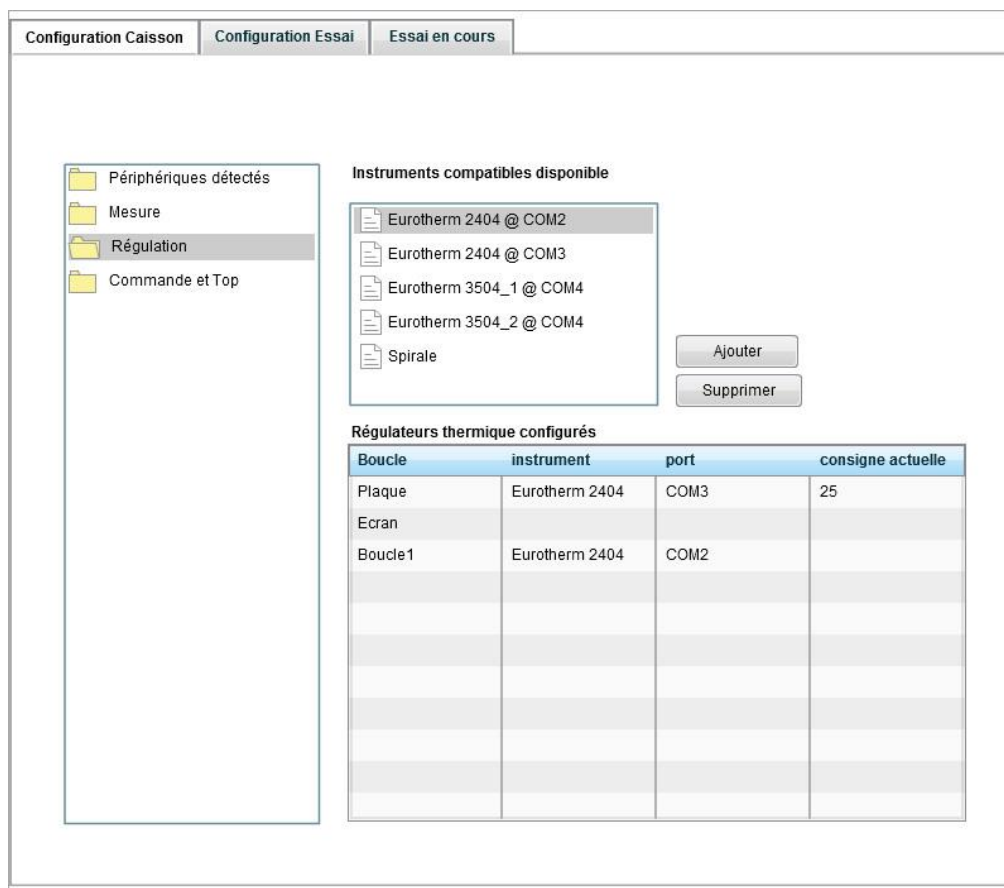 Configuration Caisson Configuration Essai Essai en cours
Périphériques détectés
Mesure
Régulation
Commande et Top
Instruments compatibles disponible
Eurotherm 2404 @ COM2
Eurotherm 2404 @ COM3
Eurotherm 3504_1 @ COM4
Eurotherm 3504_2 @ COM4
Spirale
Ajouter
Supprimer
Régulateurs thermique configurés
Boucle instrument port consigne actuelle
Plaque Eurotherm 2404 COM3 25
Ecran
Boucle1 Eurotherm 2404 COM2